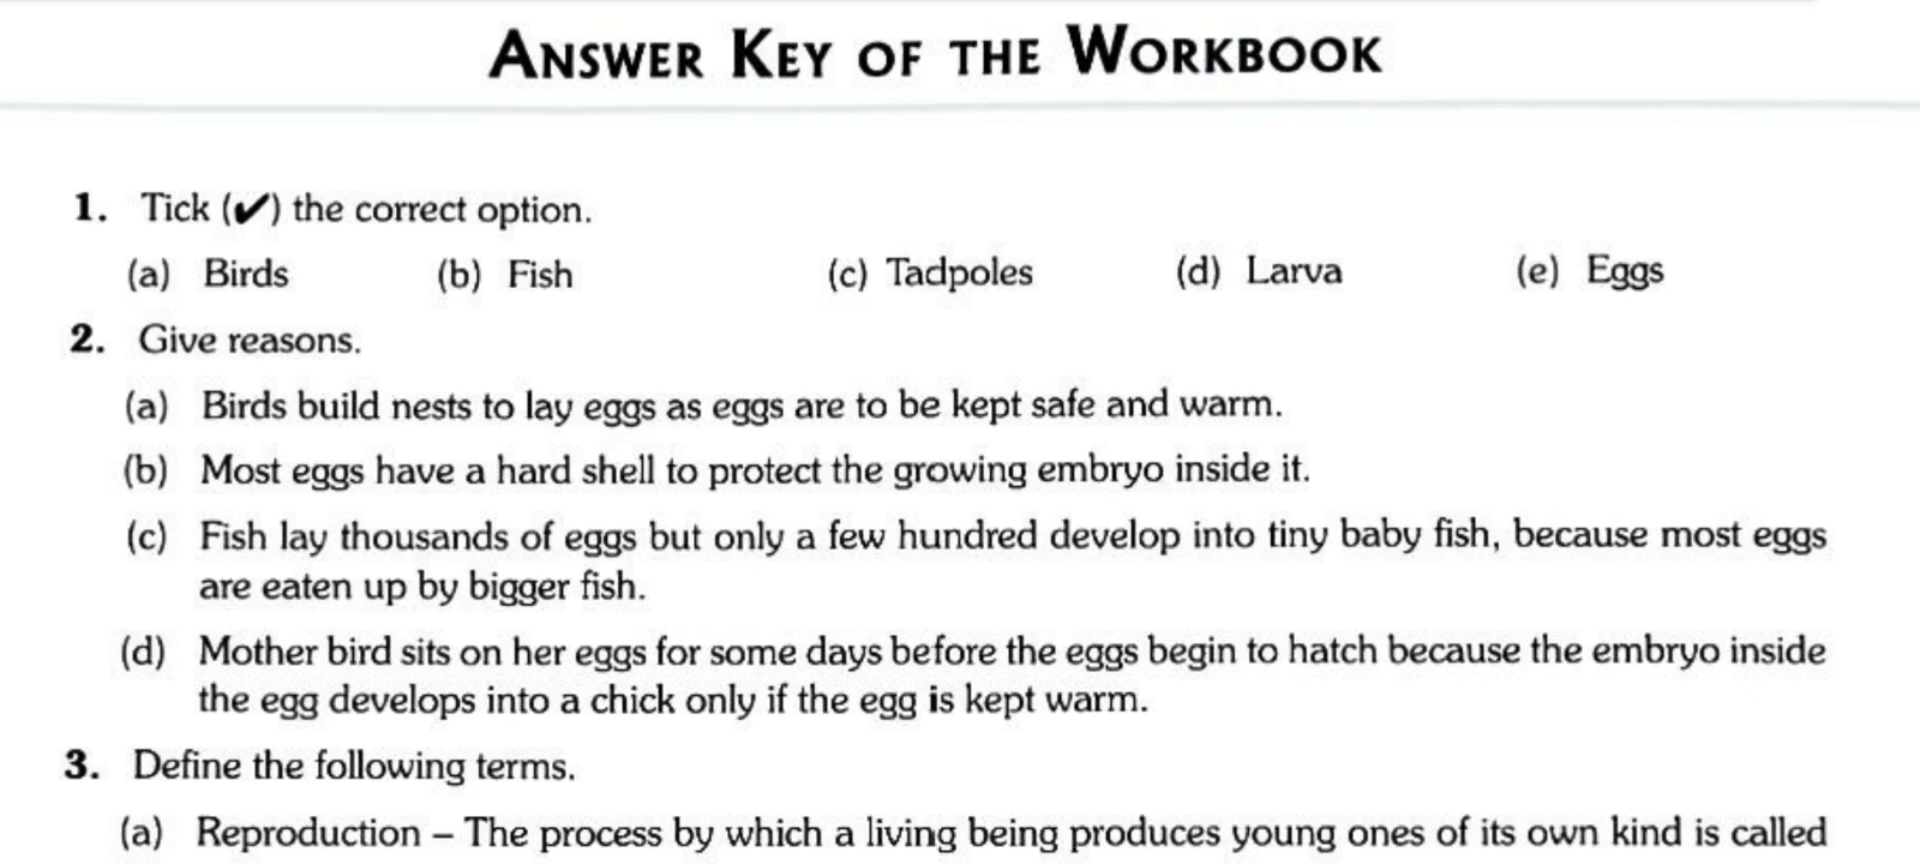 ANSWER KEY OF THE WORKBOOK
1. Tick (✔) the correct option.
(a) Birds (b) Fish (c) Tadpoles (d) Larva (e) Eggs
2. Give reasons.
(a) Birds build nests to lay eggs as eggs are to be kept safe and warm.
(b) Most eggs have a hard shell to protect the growing embryo inside it.
(c) Fish lay thousands of eggs but only a few hundred develop into tiny baby fish, because most eggs
are eaten up by bigger fish.
(d) Mother bird sits on her eggs for some days before the eggs begin to hatch because the embryo inside
the egg develops into a chick only if the egg is kept warm.
3. Define the following terms.
(a) Reproduction – The process by which a living being produces young ones of its own kind is called